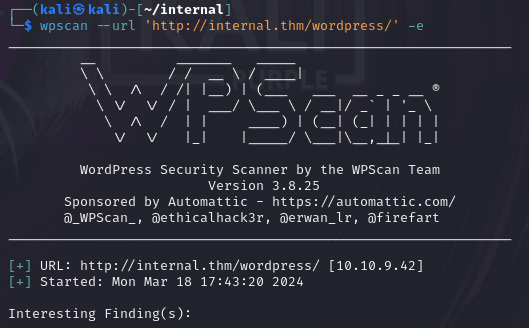 ┌──(kali㉿kali)-[~/internal]
└─$ wpscan --url 'http://internal.thm/wordpress/' -e
_______________________________________________________________
         __          _______   _____
         \ \        / /  __ \ / ____|
          \ \  /\  / /| |__) | (___   ___  __ _ _ __ ®
           \ \/  \/ / |  ___/ \___ \ / __|/ _` | '_ \
            \  /\  /  | |     ____) | (__| (_| | | | |
             \/  \/   |_|    |_____/ \___|\__,_|_| |_|
WordPress Security Scanner by the WPScan Team
Version 3.8.25
Sponsored by Automattic - https://automattic.com/
@_WPScan_, @ethicalhack3r, @erwan_lr, @firefart
_______________________________________________________________
[+] URL: http://internal.thm/wordpress/ [10.10.9.42]
[+] Started: Mon Mar 18 17:43:20 2024
Interesting Finding(s):